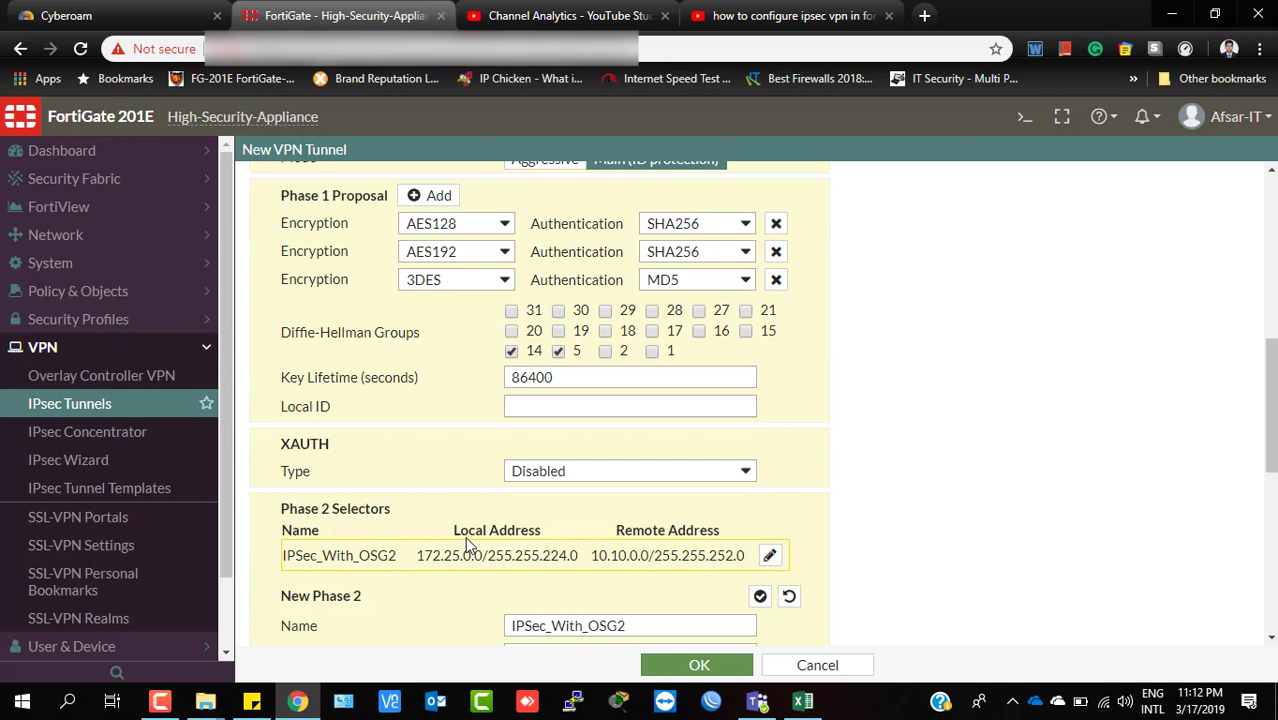 Cyberoam
FortiGate - High-Security-Applia
Channel Analytics - YouTube Stu
how to configure ipsec vpn in for
Not secure
Apps
Bookmarks
FG-201E FortiGate-...
Brand Reputation L...
IP Chicken - What i...
Internet Speed Test ...
Best Firewalls 2018:...
IT Security - Multi P...
»
Other bookmarks
FortiGate 201E
High-Security-Appliance
Afsar-IT
Dashboard
Security Fabric
FortiView
Network
System
Policy & Objects
Security Profiles
VPN
Overlay Controller VPN
IPsec Tunnels
IPsec Concentrator
IPsec Wizard
IPsec Tunnel Templates
SSL-VPN Portals
SSL-VPN Settings
SSL-VPN Personal
Bookmarks
SSL-VPN Realms
User & Device
New VPN Tunnel
Mode Aggressive Main (ID protection)
Phase 1 Proposal Add
Encryption AES128 Authentication SHA256
Encryption AES192 Authentication SHA256
Encryption 3DES Authentication MD5
31 30 29 28 27 21
Diffie-Hellman Groups 20 19 18 17 16 15
14 5 2 1
Key Lifetime (seconds) 86400
Local ID
XAUTH
Type Disabled
Phase 2 Selectors
Name Local Address Remote Address
IPSec_With_OSG2 172.25.0.0/255.255.224.0 10.10.0.0/255.255.252.0
New Phase 2
Name IPSec_With_OSG2
OK Cancel
ENG
INTL
11:12 PM
3/17/2019